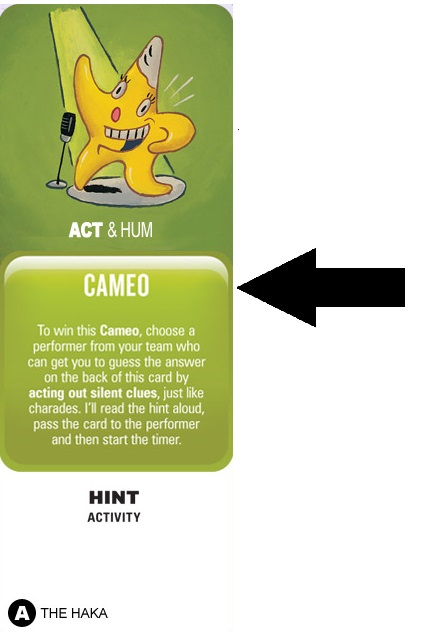 ACT & HUM
CAMEO
To win this Cameo, choose a
performer from your team who
can get you to guess the answer
on the back of this card by
acting out silent clues, just like
charades. I'll read the hint aloud,
pass the card to the performer
and then start the timer.
HINT
ACTIVITY
A THE HAKA